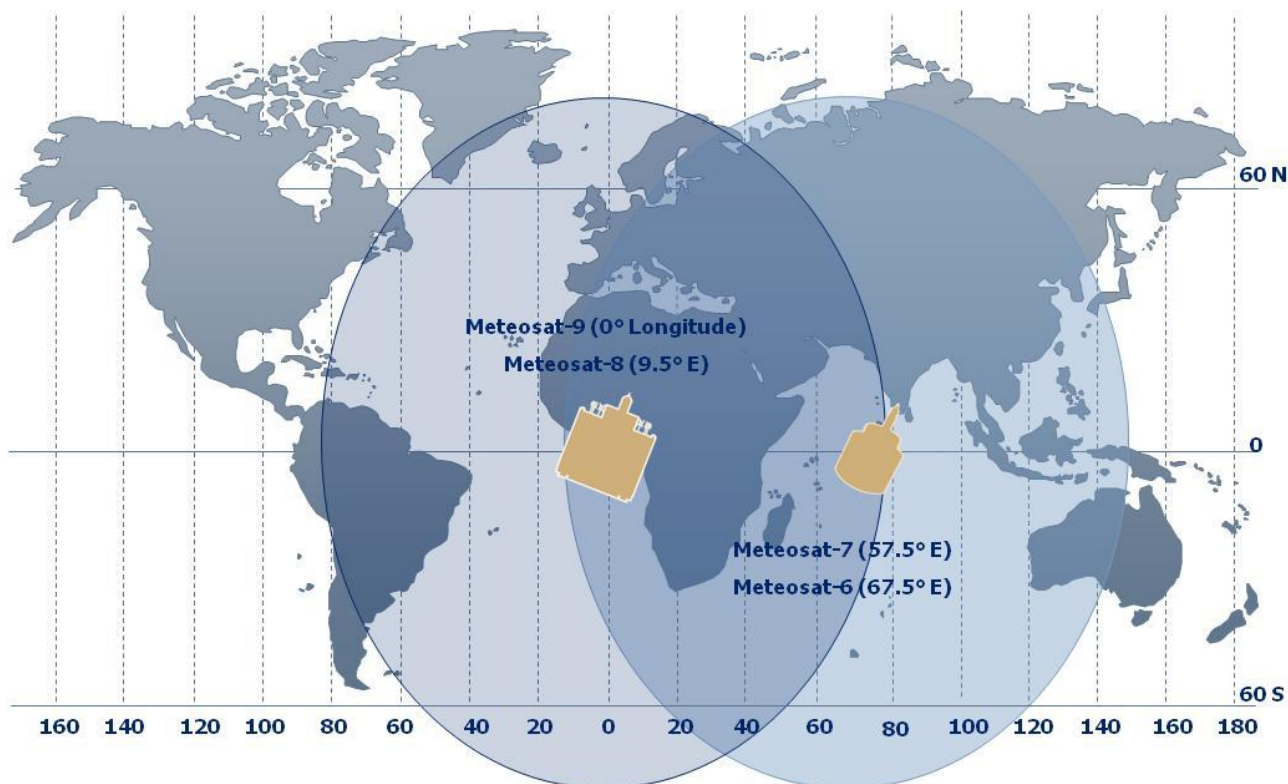 60 N
Meteosat-9 (0° Longitude)
Meteosat-8 (9.5° E)
0
Meteosat-7 (57.5° E)
Meteosat-6 (67.5° E)
60 S
160 140 120 100 80 60 40 20 0 20 40 60 80 100 120 140 160 180